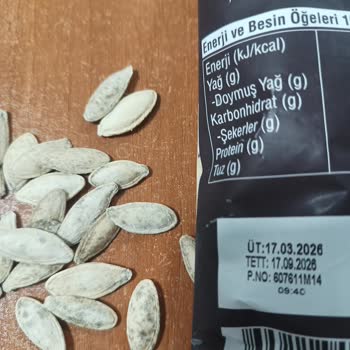 Enerji ve Besin Öğeleri 1
Enerji (kJ/kcal)
Yağ (g)
-Doymuş Yağ (g)
Karbonhidrat (g)
-Şekerler (g)
Protein (g)
Tuz (g)
ÜT:17.03.2026
TETT: 17.09.2026
P.NO: 607611M14
09:40